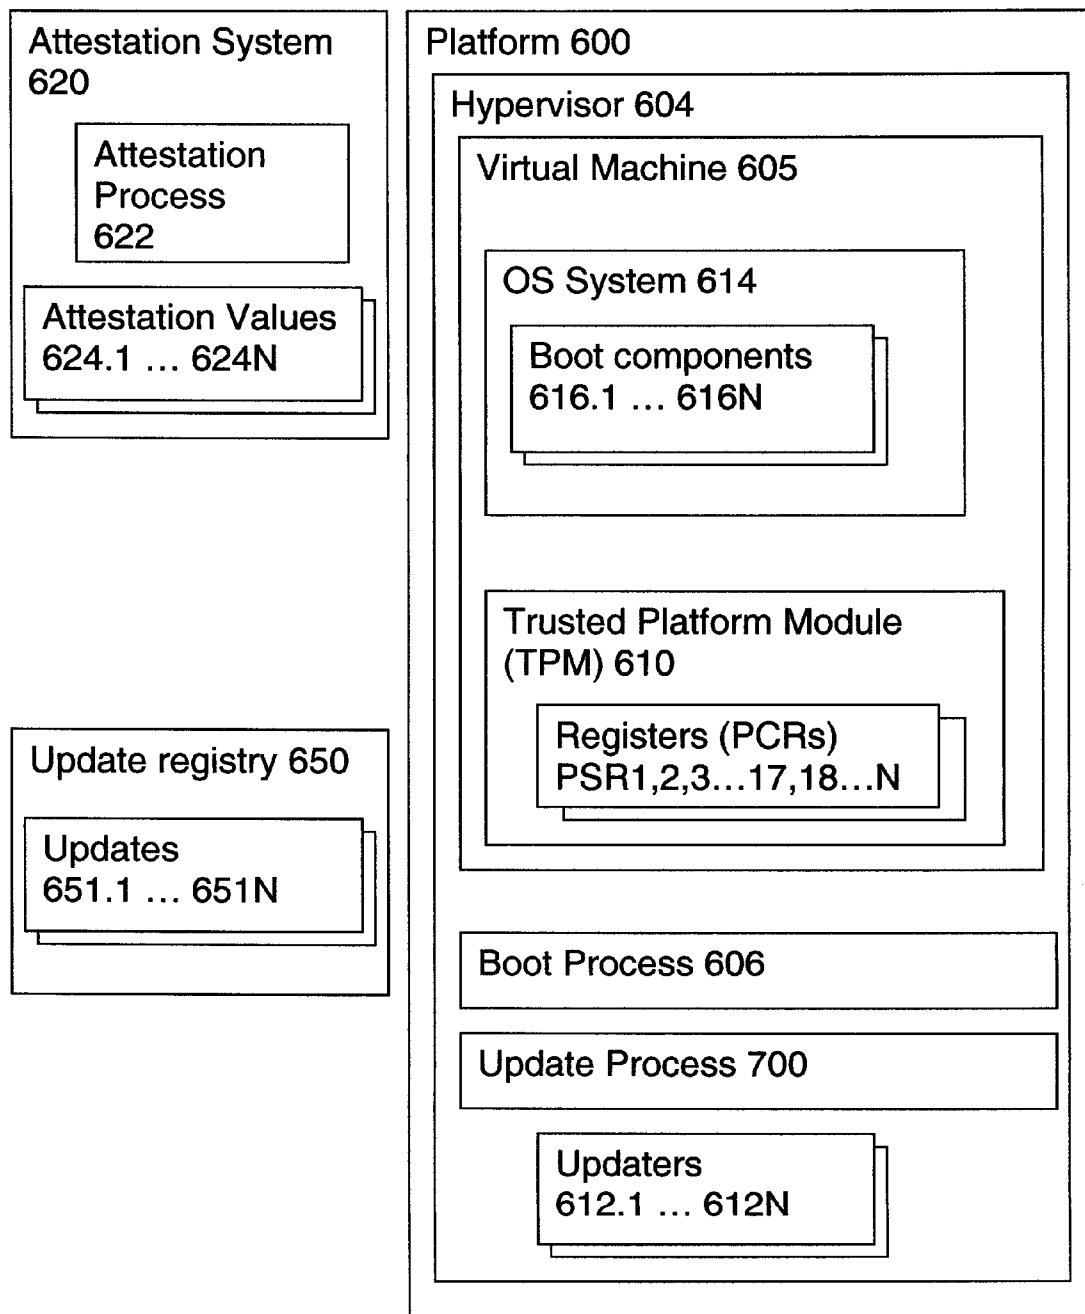 Attestation System
620
Attestation
Process
622
Attestation Values
624.1 ... 624N
Update registry 650
Updates
651.1 ... 651N
Platform 600
Hypervisor 604
Virtual Machine 605
OS System 614
Boot components
616.1 ... 616N
Trusted Platform Module
(TPM) 610
Registers (PCRs)
PSR1,2,3...17,18...N
Boot Process 606
Update Process 700
Updaters
612.1 ... 612N